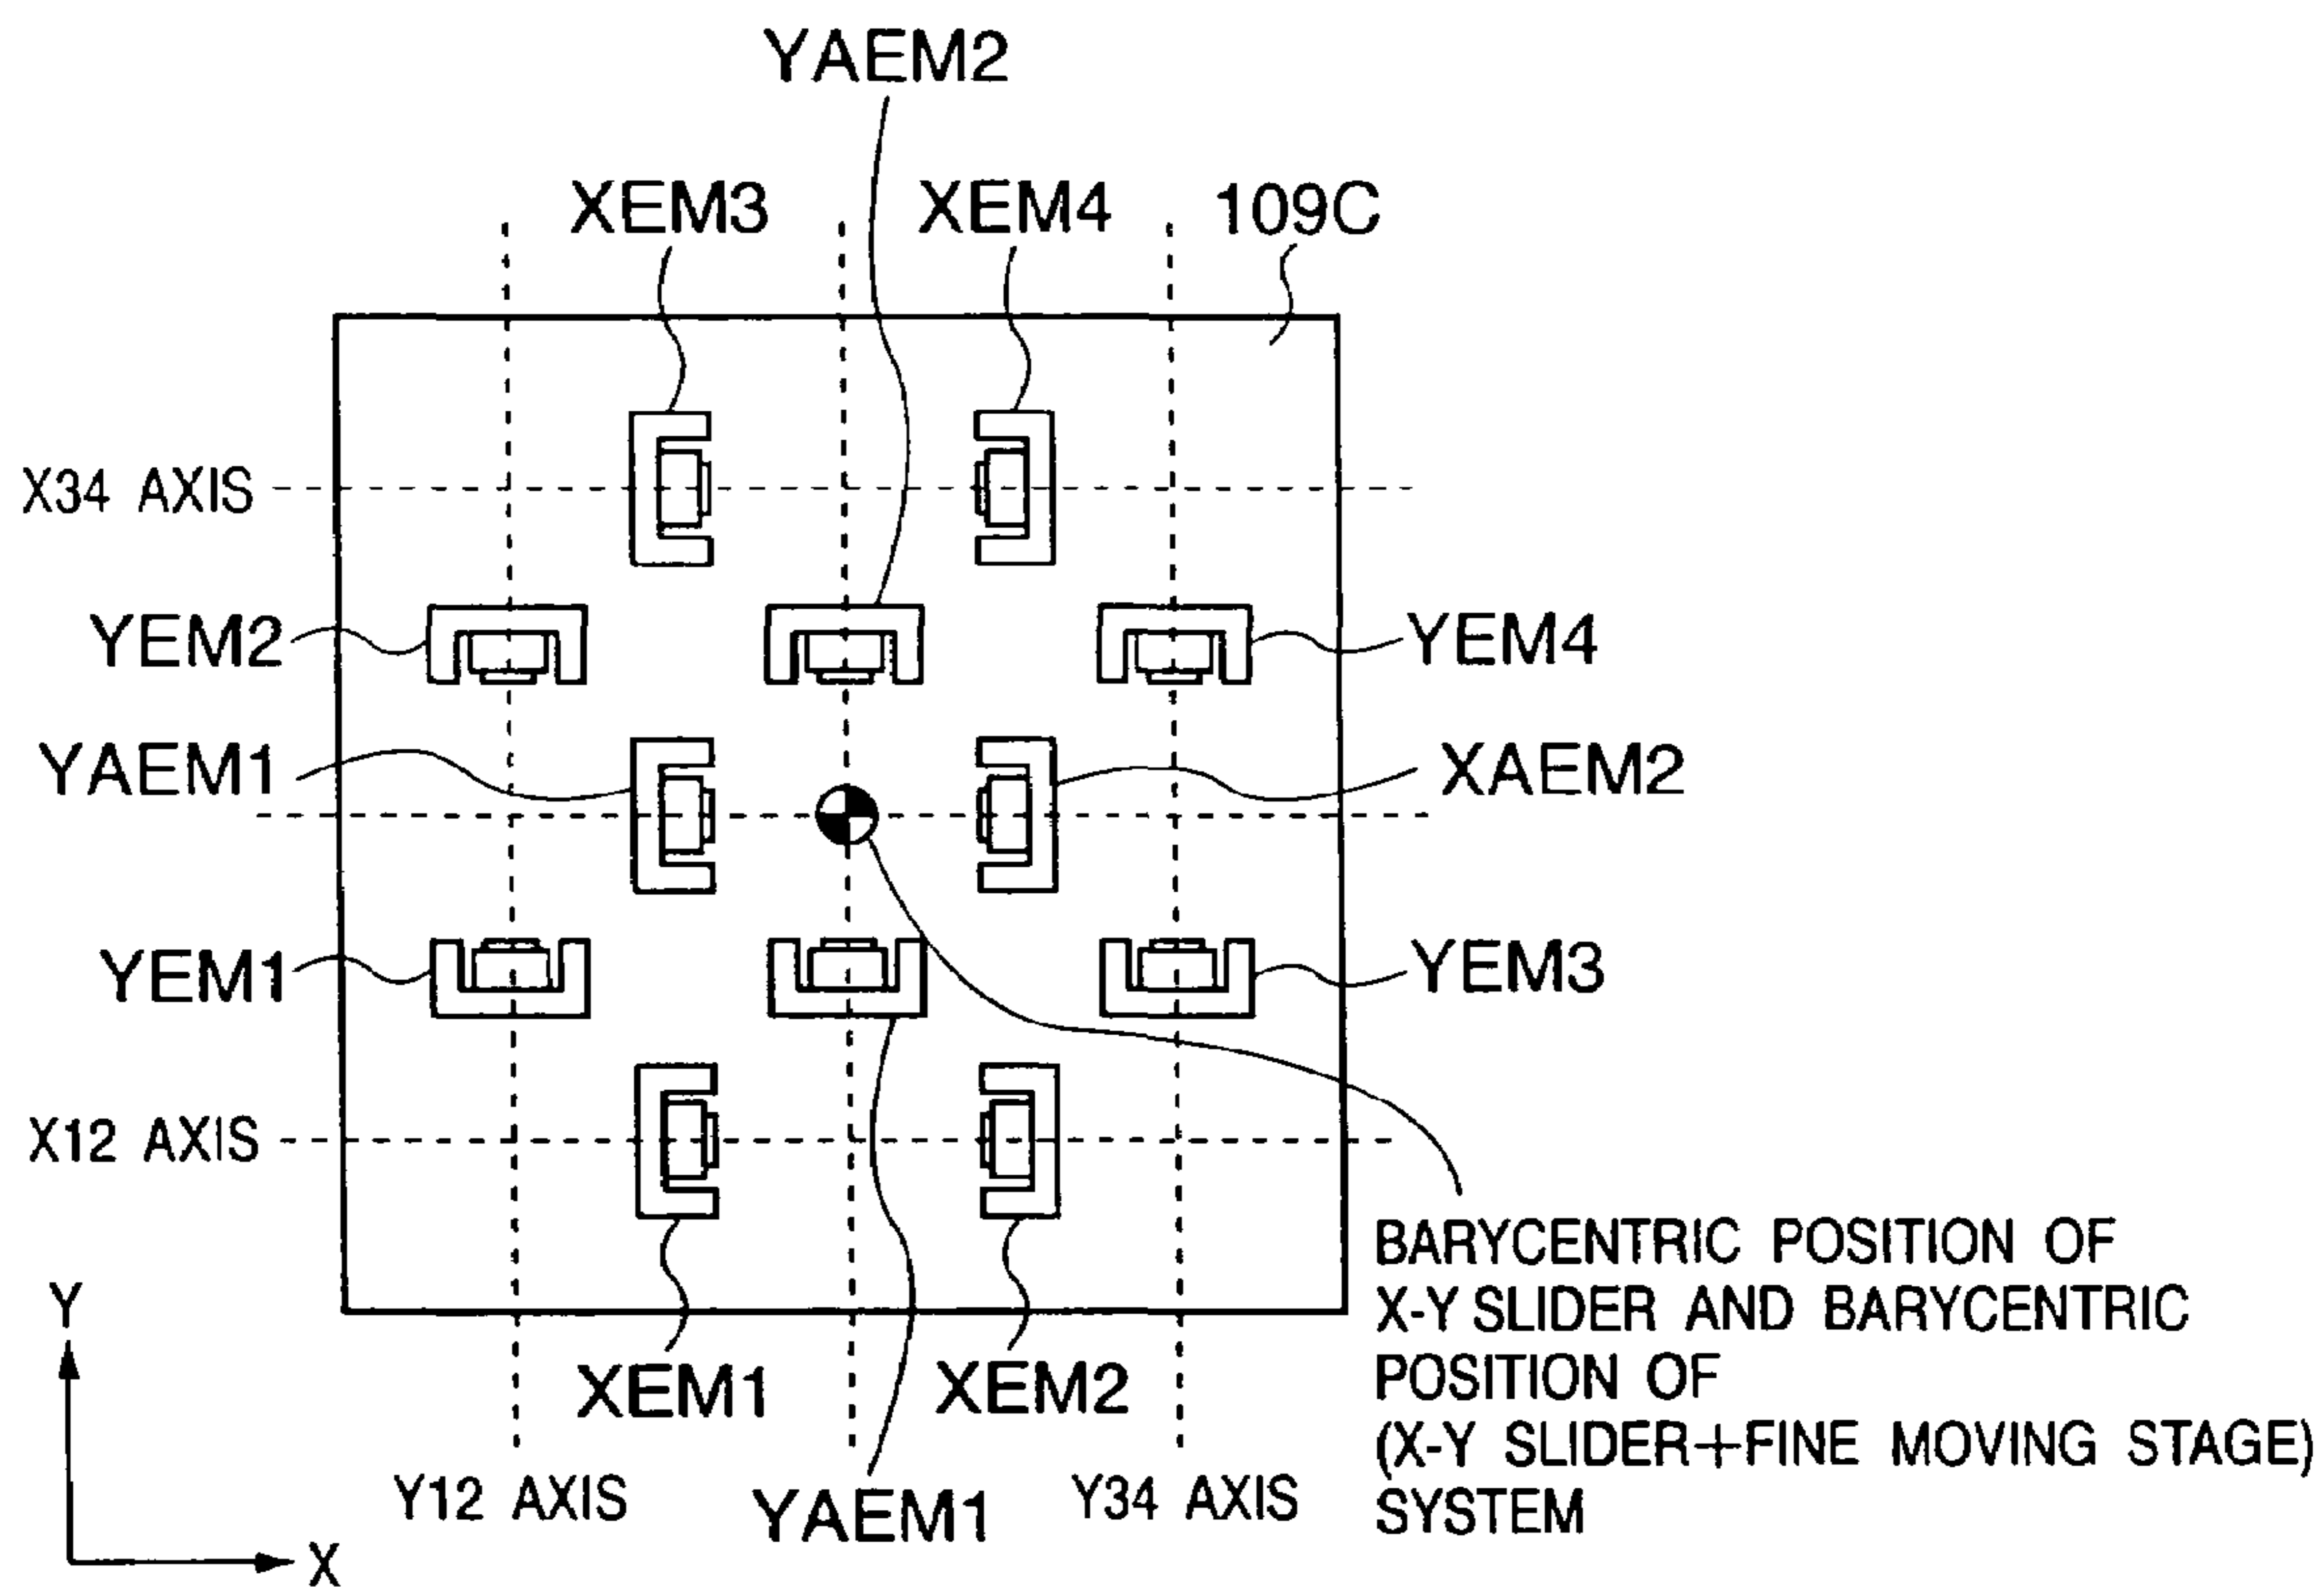 YAEM2
XEM3 XEM4 109C
X34 AXIS
YEM2 YEM4
YAEM1 XAEM2
YEM1 YEM3
X12 AXIS
BARYCENTRIC POSITION OF
X-Y SLIDER AND BARYCENTRIC
POSITION OF
(X-Y SLIDER+FINE MOVING STAGE)
SYSTEM
Y
XEM1 XEM2
Y12 AXIS YAEM1 Y34 AXIS
X